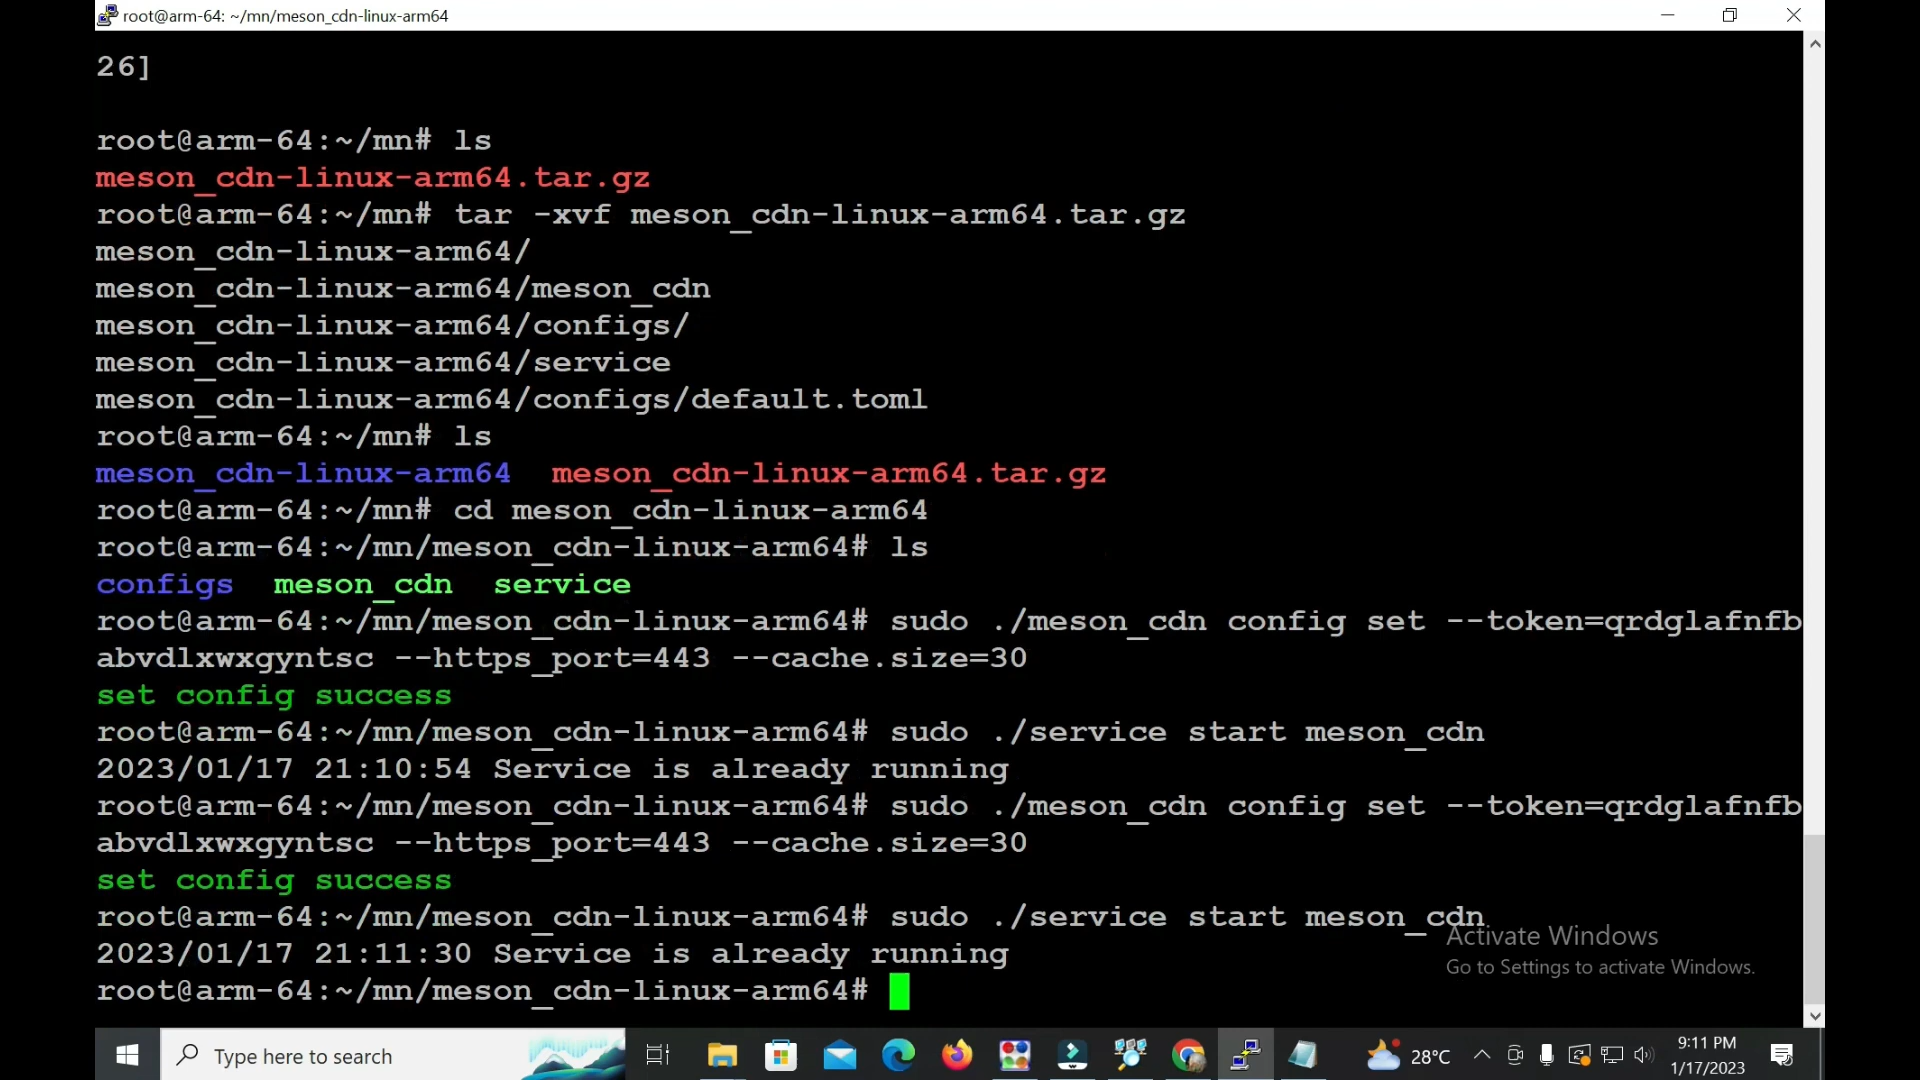 root@arm-64: ~/mn/meson_cdn-linux-arm64
26]
root@arm-64:~/mn# ls
meson_cdn-linux-arm64.tar.gz
root@arm-64:~/mn# tar -xvf meson_cdn-linux-arm64.tar.gz
meson_cdn-linux-arm64/
meson_cdn-linux-arm64/meson_cdn
meson_cdn-linux-arm64/configs/
meson_cdn-linux-arm64/service
meson_cdn-linux-arm64/configs/default.toml
root@arm-64:~/mn# ls
meson_cdn-linux-arm64  meson_cdn-linux-arm64.tar.gz
root@arm-64:~/mn# cd meson_cdn-linux-arm64
root@arm-64:~/mn/meson_cdn-linux-arm64# ls
configs  meson_cdn  service
root@arm-64:~/mn/meson_cdn-linux-arm64# sudo ./meson_cdn config set --token=qrdglafnfb
abvdlxwxgyntsc --https_port=443 --cache.size=30
set config success
root@arm-64:~/mn/meson_cdn-linux-arm64# sudo ./service start meson_cdn
2023/01/17 21:10:54 Service is already running
root@arm-64:~/mn/meson_cdn-linux-arm64# sudo ./meson_cdn config set --token=qrdglafnfb
abvdlxwxgyntsc --https_port=443 --cache.size=30
set config success
root@arm-64:~/mn/meson_cdn-linux-arm64# sudo ./service start meson_cdn
2023/01/17 21:11:30 Service is already running
root@arm-64:~/mn/meson_cdn-linux-arm64#
Activate Windows
Go to Settings to activate Windows.
Type here to search
28°C
9:11 PM
1/17/2023